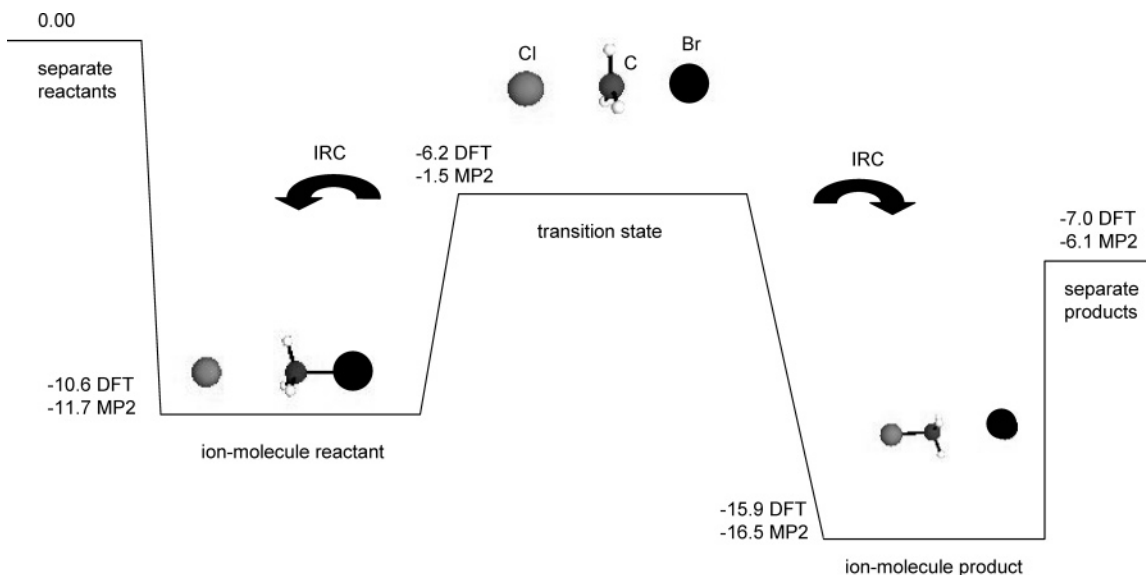 0.00
separate
reactants
Cl
C
Br
IRC
-6.2 DFT
-1.5 MP2
IRC
transition state
-7.0 DFT
-6.1 MP2
separate
products
-10.6 DFT
-11.7 MP2
ion-molecule reactant
-15.9 DFT
-16.5 MP2
ion-molecule product